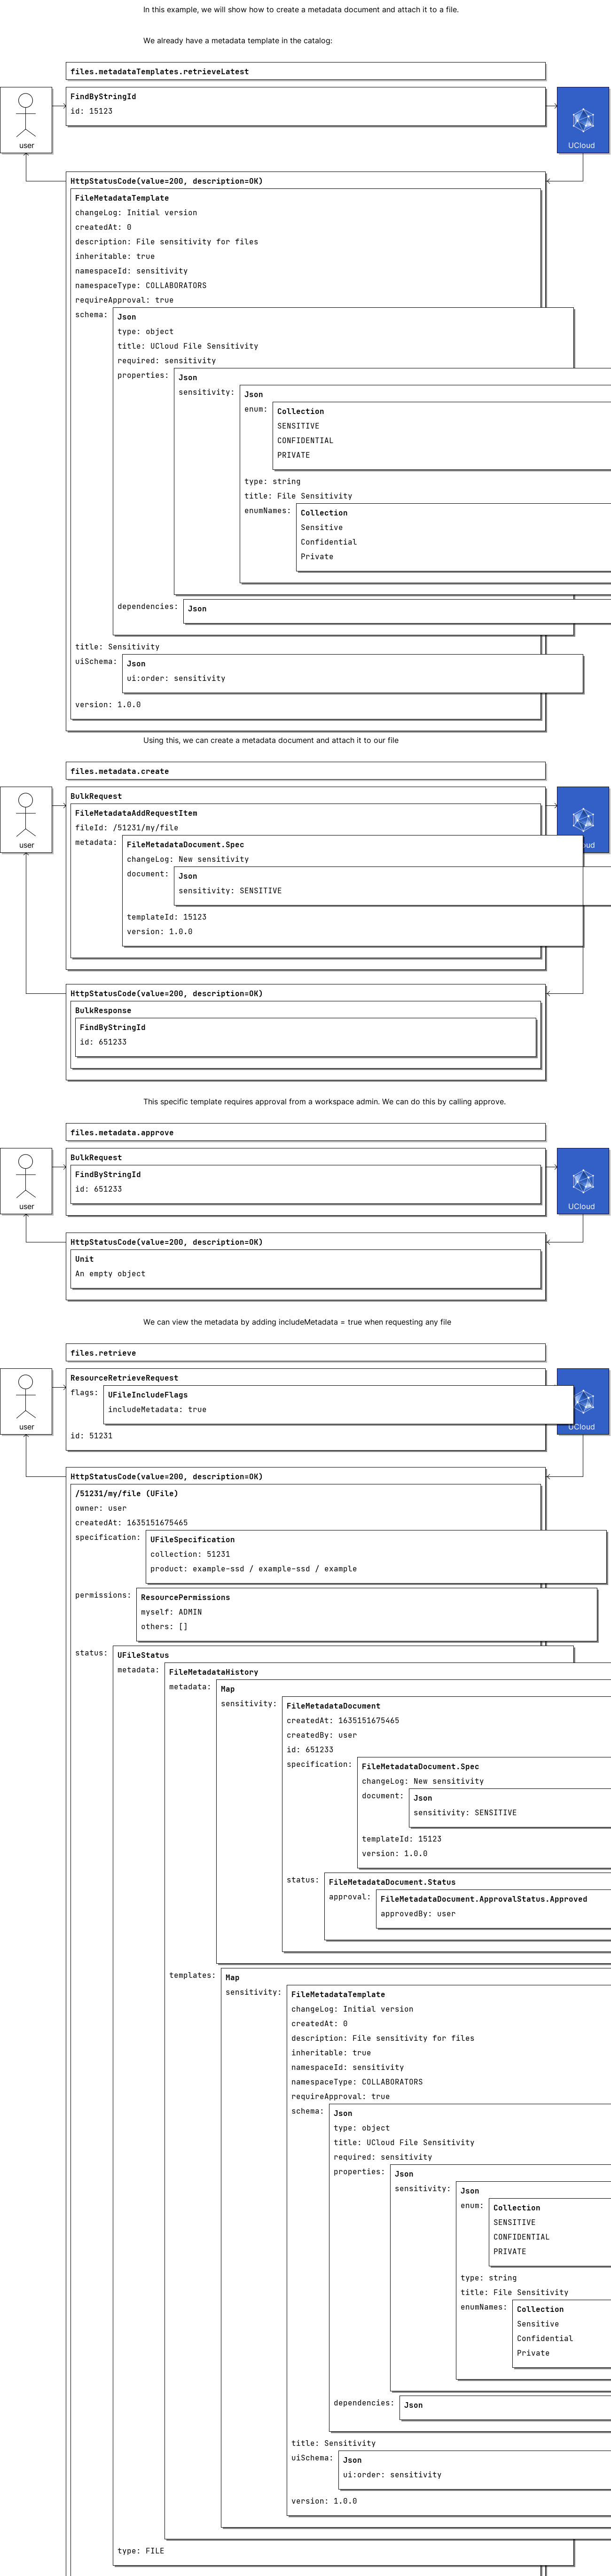 In this example, we will show how to create a metadata document and attach it to a file.
We already have a metadata template in the catalog:
files.metadataTemplates.retrieveLatest
FindByStringId
id: 15123
user
UCloud
HttpStatusCode(value=200, description=OK)
FileMetadataTemplate
changeLog: Initial version
createdAt: 0
description: File sensitivity for files
inheritable: true
namespaceId: sensitivity
namespaceType: COLLABORATORS
requireApproval: true
schema: Json
type: object
title: UCloud File Sensitivity
required: sensitivity
properties: Json
sensitivity: Json
enum: Collection
SENSITIVE
CONFIDENTIAL
PRIVATE
type: string
title: File Sensitivity
enumNames: Collection
Sensitive
Confidential
Private
dependencies: Json
title: Sensitivity
uiSchema: Json
ui:order: sensitivity
version: 1.0.0
Using this, we can create a metadata document and attach it to our file
files.metadata.create
BulkRequest
FileMetadataAddRequestItem
fileId: /51231/my/file
user
oud
metadata: FileMetadataDocument.Spec
changeLog: New sensitivity
document: Json
sensitivity: SENSITIVE
templateId: 15123
version: 1.0.0
HttpStatusCode(value=200, description=OK)
BulkResponse
FindByStringId
id: 651233
This specific template requires approval from a workspace admin. We can do this by calling approve.
files.metadata.approve
BulkRequest
FindByStringId
id: 651233
user
UCloud
HttpStatusCode(value=200, description=OK)
Unit
An empty object
We can view the metadata by adding includeMetadata = true when requesting any file
files.retrieve
ResourceRetrieveRequest
flags: UFileIncludeFlags
includeMetadata: true
user
UCloud
id: 51231
HttpStatusCode(value=200, description=OK)
/51231/my/file (UFile)
owner: user
createdAt: 1635151675465
specification: UFileSpecification
collection: 51231
product: example-ssd / example-ssd / example
permissions: ResourcePermissions
myself: ADMIN
others: []
status: UFileStatus
metadata: FileMetadataHistory
metadata: Map
sensitivity: FileMetadataDocument
createdAt: 1635151675465
createdBy: user
id: 651233
specification: FileMetadataDocument.Spec
changeLog: New sensitivity
document: Json
sensitivity: SENSITIVE
templateId: 15123
version: 1.0.0
status: FileMetadataDocument.Status
approval: FileMetadataDocument.ApprovalStatus.Approved
approvedBy: user
templates: Map
sensitivity: FileMetadataTemplate
changeLog: Initial version
createdAt: 0
description: File sensitivity for files
inheritable: true
namespaceId: sensitivity
namespaceType: COLLABORATORS
requireApproval: true
schema: Json
type: object
title: UCloud File Sensitivity
required: sensitivity
properties: Json
sensitivity: Json
enum: Collection
SENSITIVE
CONFIDENTIAL
PRIVATE
type: string
title: File Sensitivity
enumNames: Collection
Sensitive
Confidential
Private
dependencies: Json
title: Sensitivity
uiSchema: Json
ui:order: sensitivity
version: 1.0.0
type: FILE